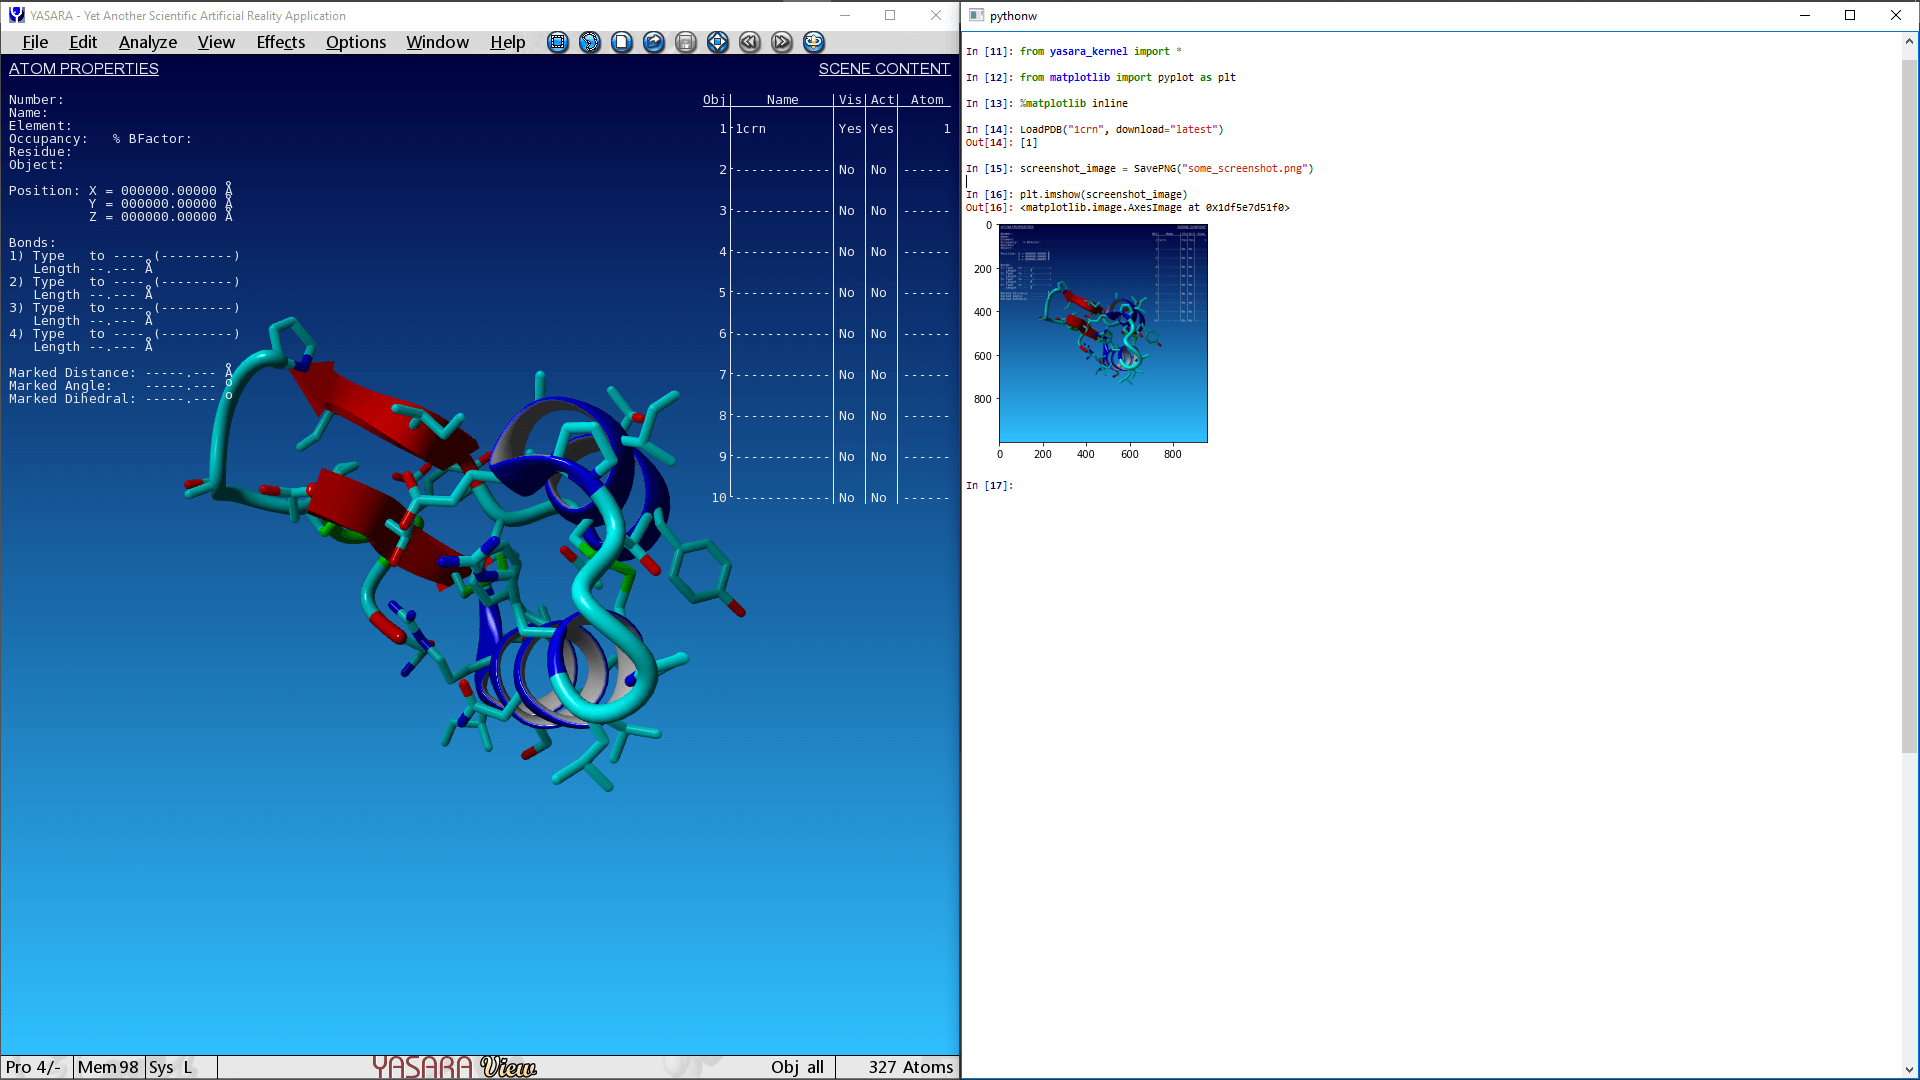 YASARA - Yet Another Scientific Artificial Reality Application
File Edit Analyze View Effects Options Window Help
ATOM PROPERTIES
Number:
Name:
Element:
Occupancy:   % BFactor:
Residue:
Object:
Position: X = 000000.00000 Å
Y = 000000.00000 Å
Z = 000000.00000 Å
Bonds:
1) Type   to ----.(---------)
Length --.--- Å
2) Type   to ----.(---------)
Length --.--- Å
3) Type   to ----.(---------)
Length --.--- Å
4) Type   to ----.(---------)
Length --.--- Å
Marked Distance: -----.--- Å
Marked Angle:    -----.--- o
Marked Dihedral: -----.--- o
SCENE CONTENT
Obj Name Vis Act Atom
1 1crn Yes Yes 1
2 ------------ No No ------
3 ------------ No No ------
4 ------------ No No ------
5 ------------ No No ------
6 ------------ No No ------
7 ------------ No No ------
8 ------------ No No ------
9 ------------ No No ------
10 ------------ No No ------
Pro 4/- Mem 98 Sys L YASARA View Obj all 327 Atoms
pythonw
In [11]: from yasara_kernel import *
In [12]: from matplotlib import pyplot as plt
In [13]: %matplotlib inline
In [14]: LoadPDB("1crn", download="latest")
Out[14]: [1]
In [15]: screenshot_image = SavePNG("some_screenshot.png")
In [16]: plt.imshow(screenshot_image)
Out[16]: <matplotlib.image.AxesImage at 0x1df5e7d51f0>
0
200
400
600
800
0 200 400 600 800
In [17]: